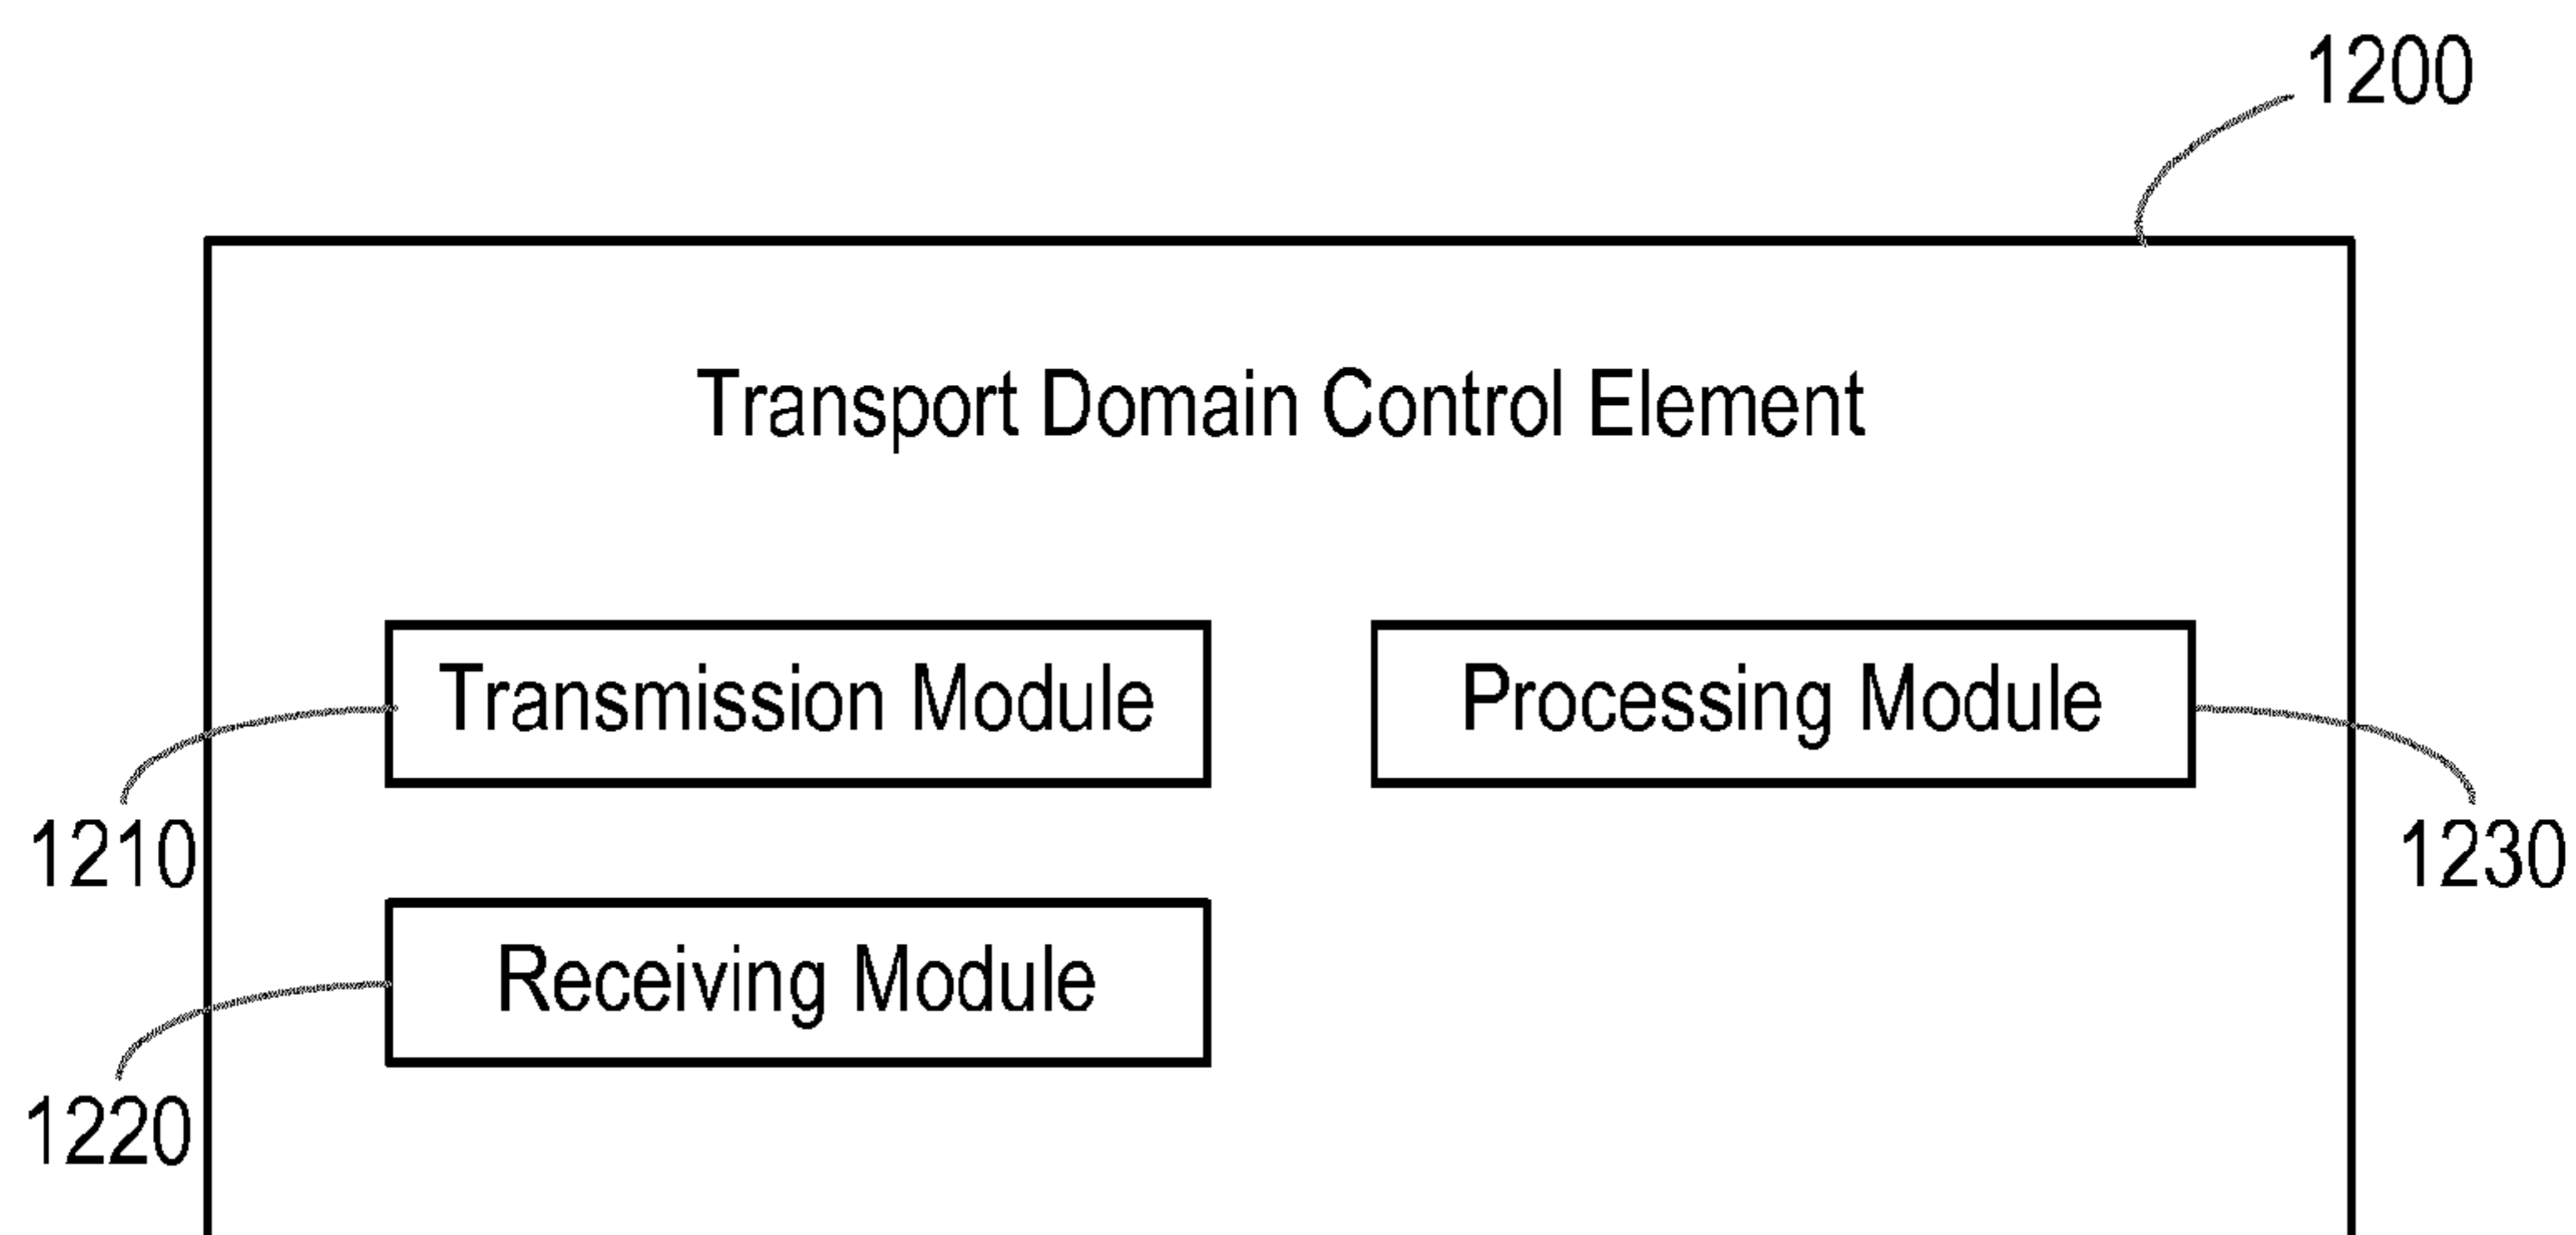 1200
Transport Domain Control Element
Transmission Module
Processing Module
1210
1230
Receiving Module
1220